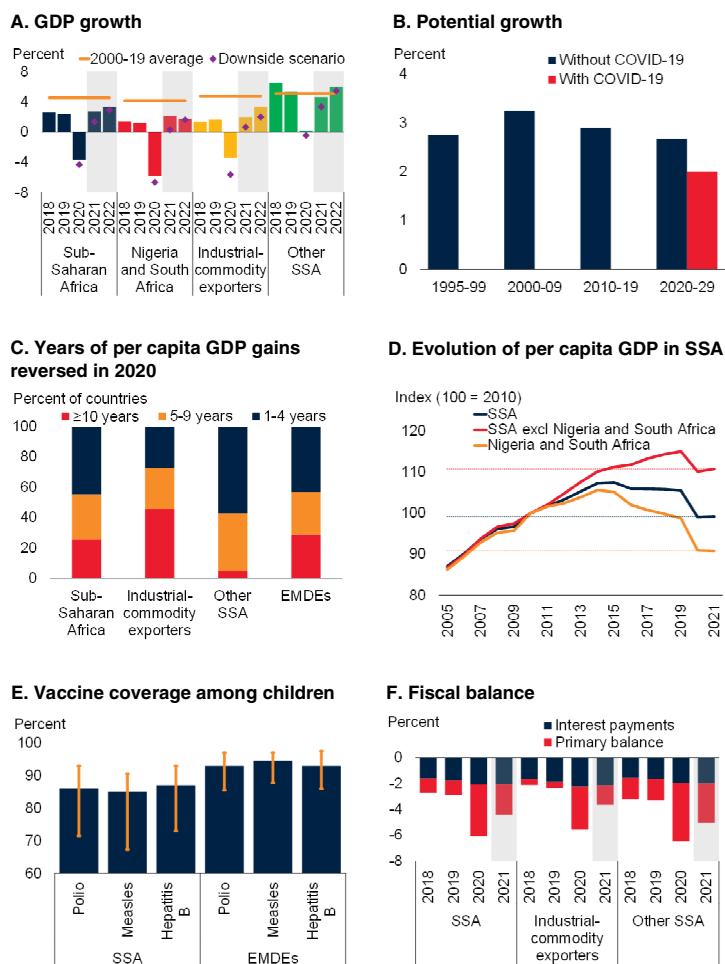 A. GDP growth
Percent
2000-19 average
Downside scenario
8
4
0
-4
-8
2018
2019
2020
2021
2022
2018
2019
2020
2021
2022
2018
2019
2020
2021
2022
2018
2019
2020
2021
2022
Sub-
Saharan
Africa
Nigeria
and South
Africa
Industrial-
commodity
exporters
Other
SSA
B. Potential growth
Percent
Without COVID-19
With COVID-19
4
3
2
1
0
1995-99
2000-09
2010-19
2020-29
C. Years of per capita GDP gains
reversed in 2020
Percent of countries
≥10 years
5-9 years
1-4 years
100
80
60
40
20
0
Sub-
Saharan
Africa
Industrial-
commodity
exporters
Other
SSA
EMDEs
D. Evolution of per capita GDP in SSA
Index (100 = 2010)
SSA
SSA excl Nigeria and South Africa
Nigeria and South Africa
120
110
100
90
80
2005
2007
2009
2011
2013
2015
2017
2019
2021
E. Vaccine coverage among children
Percent
100
90
80
70
60
Polio
Measles
Hepatitis
B
Polio
Measles
Hepatitis
B
SSA
EMDEs
F. Fiscal balance
Percent
Interest payments
Primary balance
0
-2
-4
-6
-8
2018
2019
2020
2021
2018
2019
2020
2021
2018
2019
2020
2021
SSA
Industrial-
commodity
exporters
Other SSA